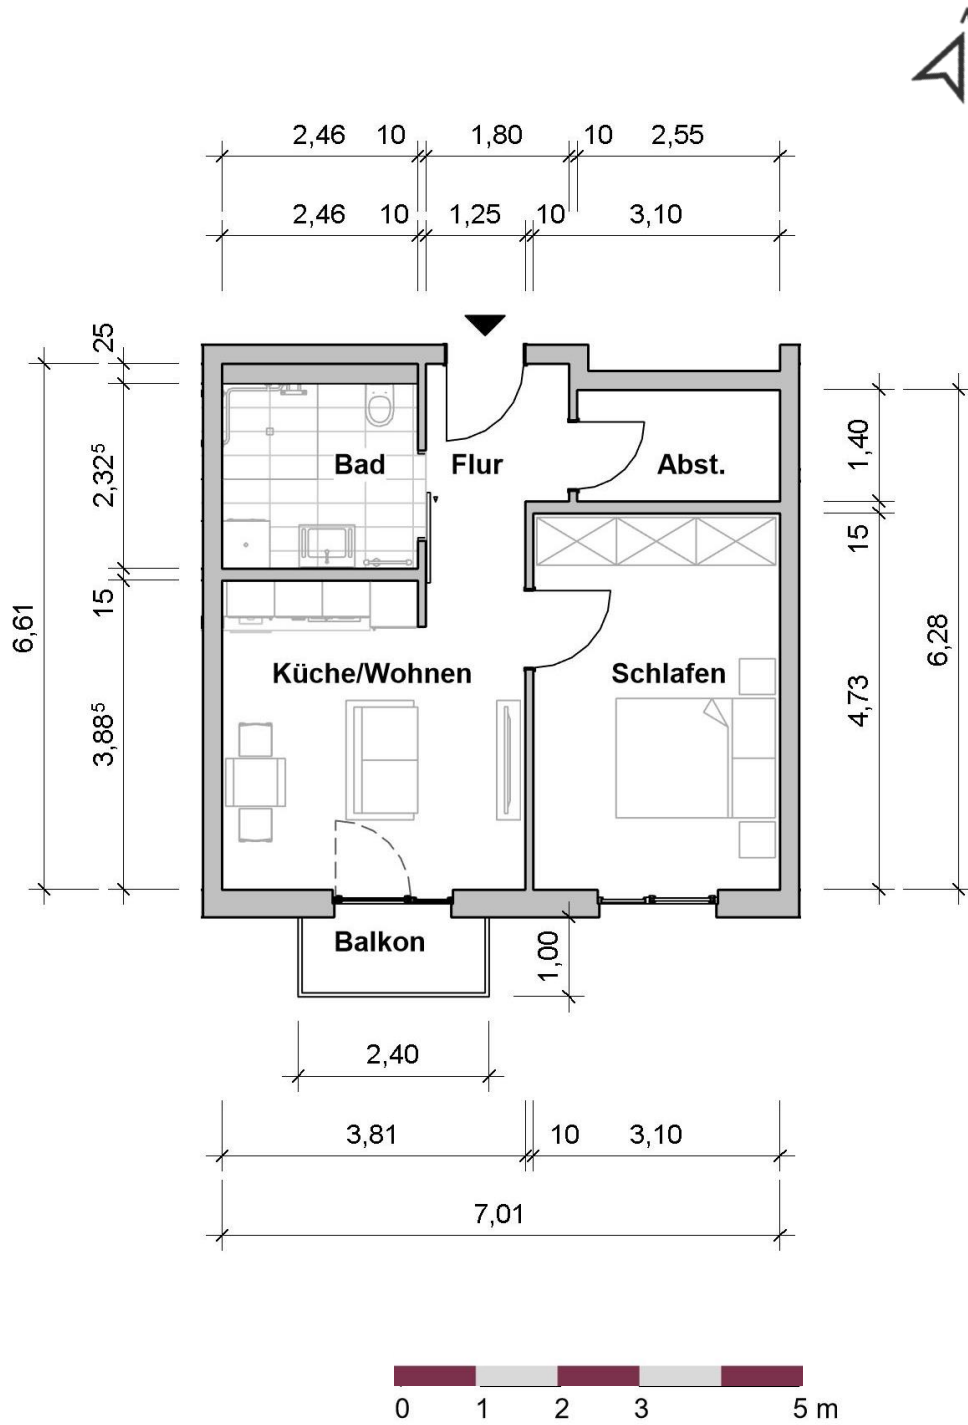 2,46 10 1,80 10 2,55
2,46 10 1,25 10 3,10
25
2,32⁵
15
3,88⁵
6,61
Bad
Flur
Abst.
1,40
15
4,73
6,28
Küche/Wohnen
Schlafen
Balkon
1,00
2,40
3,81 10 3,10
7,01
0 1 2 3 5 m